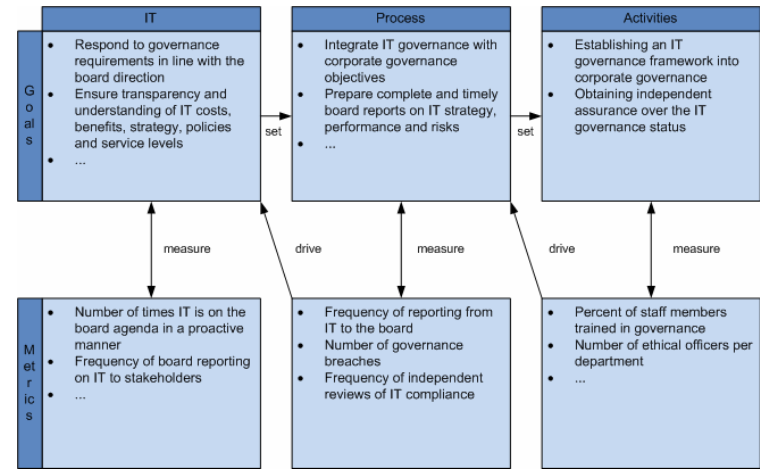 IT
Process
Activities
Goals
• Respond to governance
requirements in line with the
board direction
• Ensure transparency and
understanding of IT costs,
benefits, strategy, policies
and service levels
• ...
set
• Integrate IT governance with
corporate governance
objectives
• Prepare complete and timely
board reports on IT strategy,
performance and risks
• ...
set
• Establishing an IT
governance framework into
corporate governance
• Obtaining independent
assurance over the IT
governance status
measure
drive
measure
drive
measure
Metrics
• Number of times IT is on the
board agenda in a proactive
manner
• Frequency of board reporting
on IT to stakeholders
• ...
• Frequency of reporting from
IT to the board
• Number of governance
breaches
• Frequency of independent
reviews of IT compliance
• Percent of staff members
trained in governance
• Number of ethical officers per
department
• ...